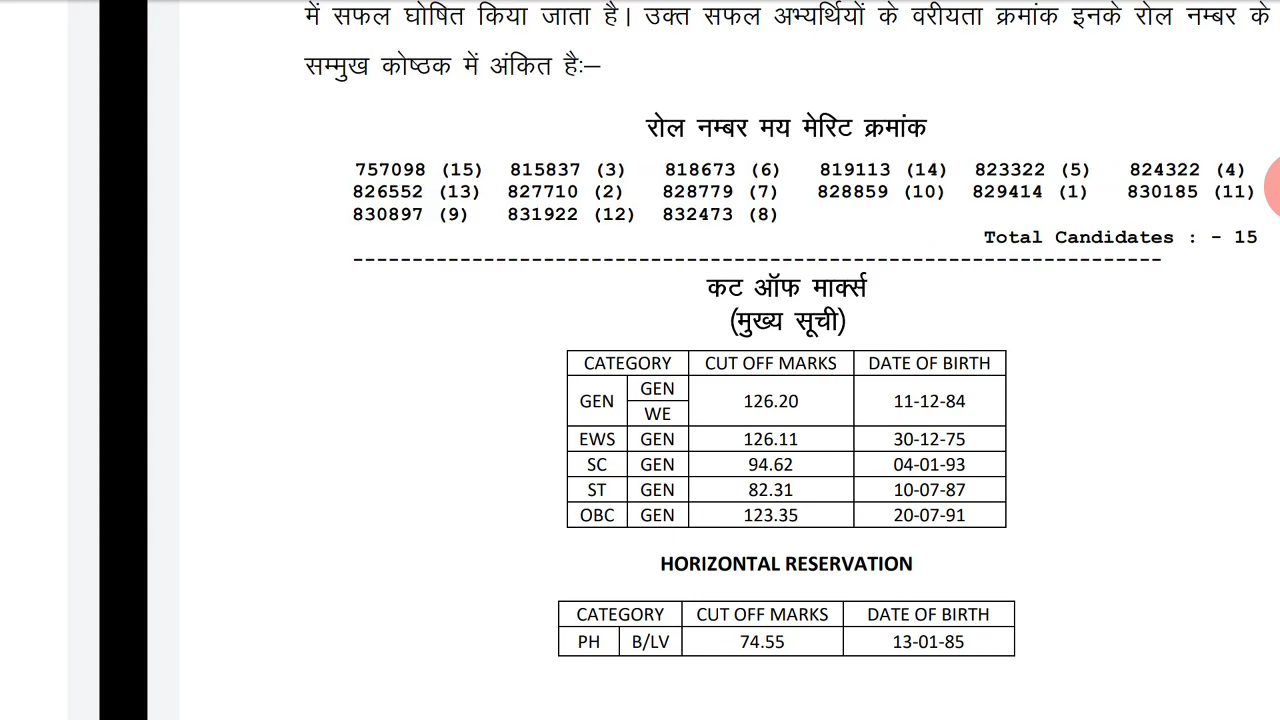 में सफल घोषित किया जाता है। उक्त सफल अभ्यर्थियों के वरीयता क्रमांक इनके रोल नम्बर के
सम्मुख कोष्ठक में अंकित हैः–
रोल नम्बर मय मेरिट क्रमांक
757098 (15) 815837 (3) 818673 (6) 819113 (14) 823322 (5) 824322 (4)
826552 (13) 827710 (2) 828779 (7) 828859 (10) 829414 (1) 830185 (11)
830897 (9) 831922 (12) 832473 (8)
Total Candidates : - 15
कट ऑफ मार्क्स
(मुख्य सूची)
CATEGORY CUT OFF MARKS DATE OF BIRTH
GEN GEN WE 126.20 11-12-84
EWS GEN 126.11 30-12-75
SC GEN 94.62 04-01-93
ST GEN 82.31 10-07-87
OBC GEN 123.35 20-07-91
HORIZONTAL RESERVATION
CATEGORY CUT OFF MARKS DATE OF BIRTH
PH B/LV 74.55 13-01-85